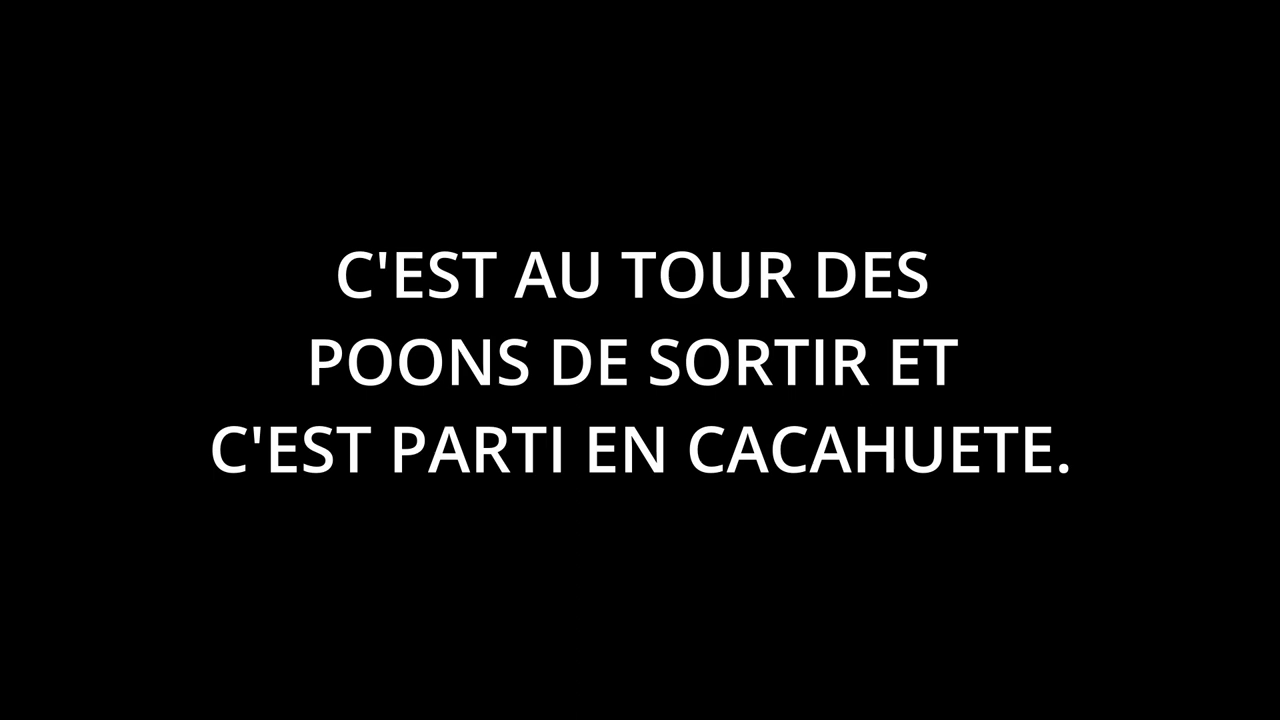 C'EST AU TOUR DES
POONS DE SORTIR ET
C'EST PARTI EN CACAHUETE.